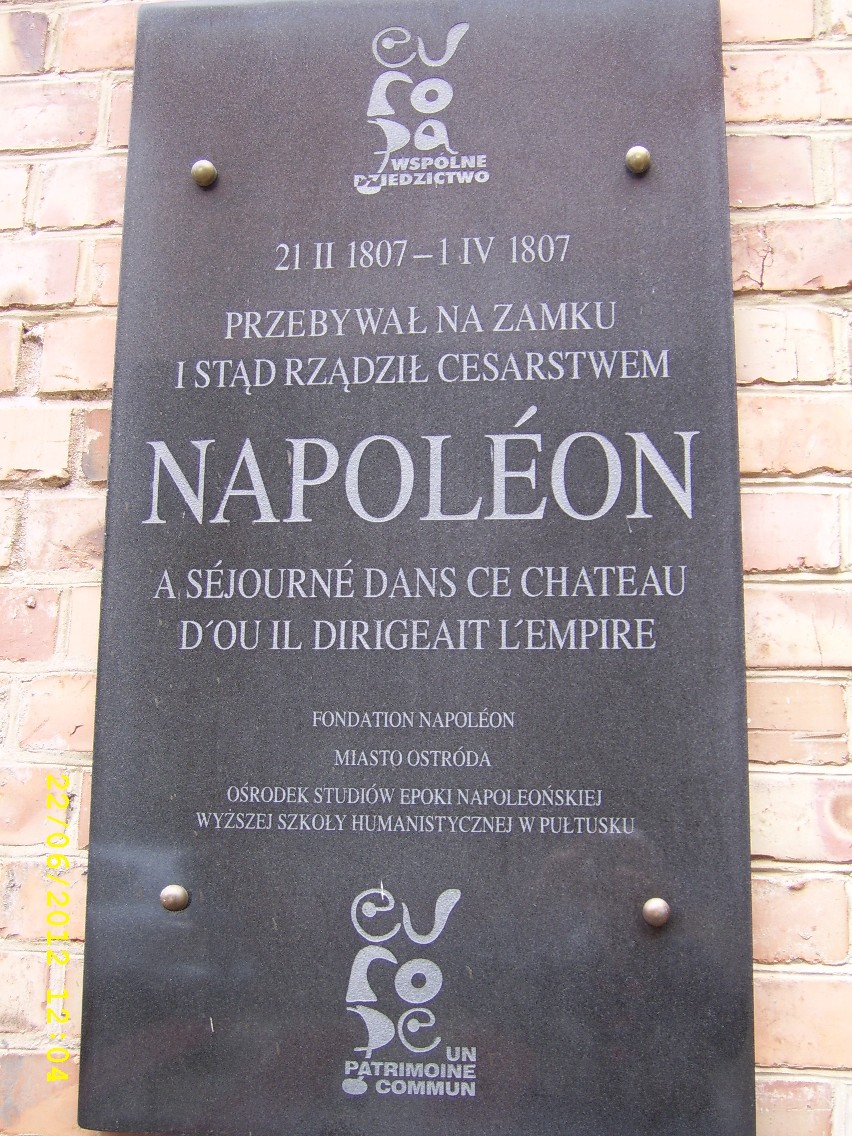 eu
ro
pa
WSPÓLNE
DZIEDZICTWO
21 II 1807 – 1 IV 1807
PRZEBYWAŁ NA ZAMKU
I STĄD RZĄDZIŁ CESARSTWEM
NAPOLÉON
A SÉJOURNÉ DANS CE CHATEAU
D´OU IL DIRIGEAIT L´EMPIRE
FONDATION NAPOLÉON
MIASTO OSTRÓDA
OŚRODEK STUDIÓW EPOKI NAPOLEOŃSKIEJ
WYŻSZEJ SZKOŁY HUMANISTYCZNEJ W PUŁTUSKU
eu
ro
pe
UN
PATRIMOINE
COMMUN
22/06/2012 12:04